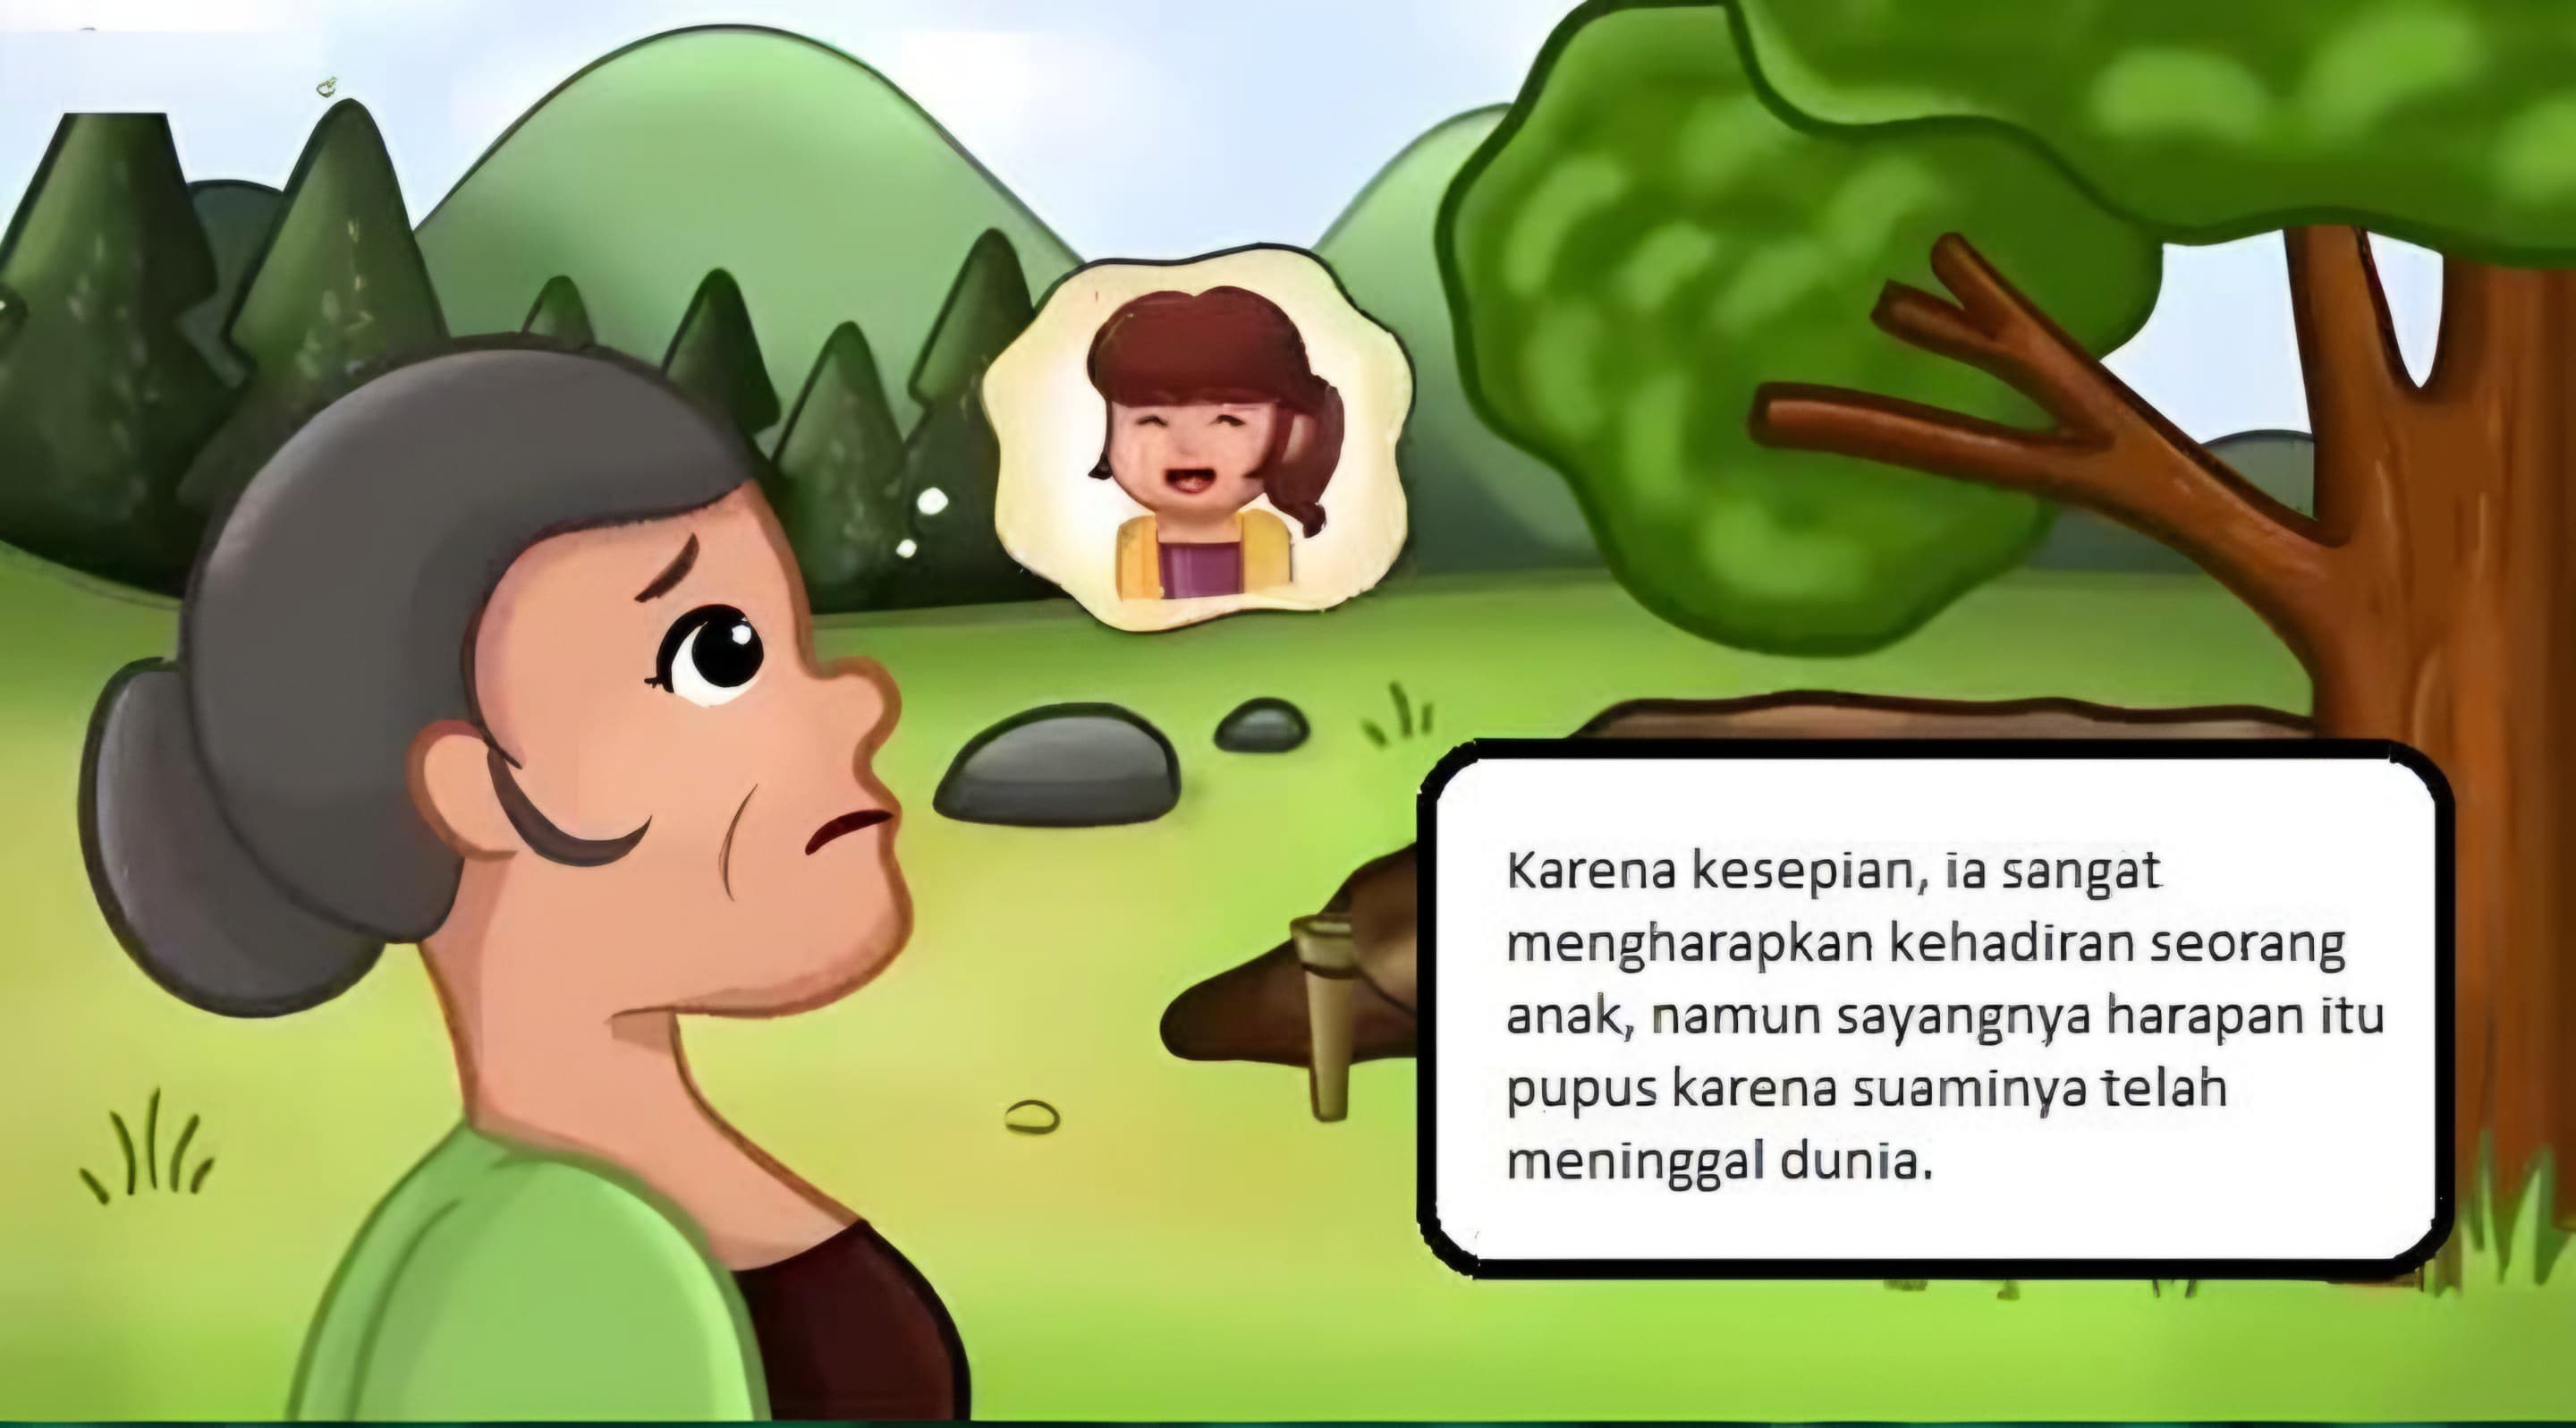 Karena kesepian, ia sangat
mengharapkan kehadiran seorang
anak, namun sayangnya harapan itu
pupus karena suaminya telah
meninggal dunia.